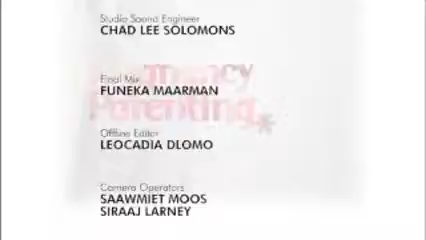 Studio Sound Engineer
CHAD LEE SOLOMONS
Final Mix
FUNEKA MAARMAN
Parenting*
Offline Editor
LEOCADIA DLOMO
Camera Operators
SAAWMIET MOOS
SIRAAJ LARNEY